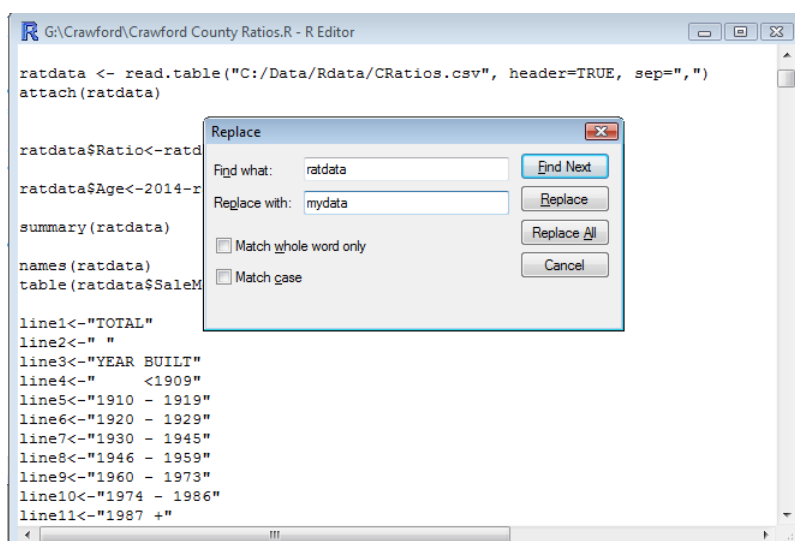 G:\Crawford\Crawford County Ratios.R - R Editor
ratdata <- read.table("C:/Data/Rdata/CRatios.csv", header=TRUE, sep=",")
attach(ratdata)
ratdata$Ratio<-ratd
ratdata$Age<-2014-r
summary(ratdata)
names(ratdata)
table(ratdata$SaleM
Replace
Find what: ratdata Find Next
Replace with: mydata Replace
Replace All
Match whole word only
Cancel
Match case
line1<-"TOTAL"
line2<-" "
line3<-"YEAR BUILT"
line4<-"     <1909"
line5<-"1910 - 1919"
line6<-"1920 - 1929"
line7<-"1930 - 1945"
line8<-"1946 - 1959"
line9<-"1960 - 1973"
line10<-"1974 - 1986"
line11<-"1987 +"